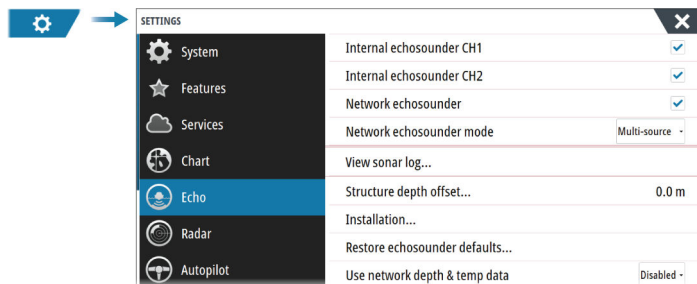 SETTINGS
System
Features
Services
Chart
Echo
Radar
Autopilot
Internal echosounder CH1
Internal echosounder CH2
Network echosounder
Network echosounder mode Multi-source
View sonar log...
Structure depth offset... 0.0 m
Installation...
Restore echosounder defaults...
Use network depth & temp data Disabled